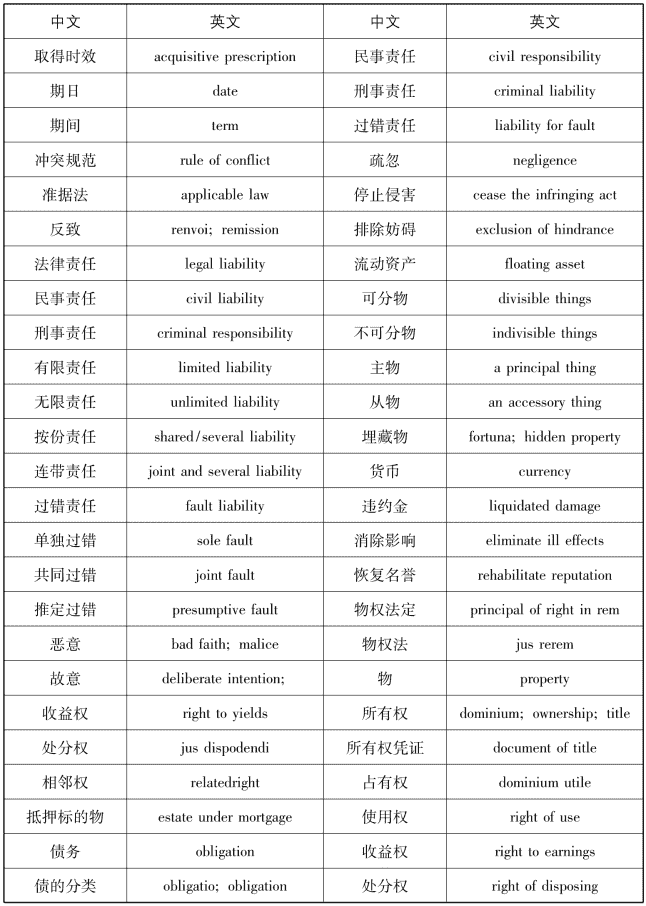 中文 英文 中文 英文
取得时效 acquisitive prescription 民事责任 civil responsibility
期日 date 刑事责任 criminal liability
期间 term 过错责任 liability for fault
冲突规范 rule of conflict 疏忽 negligence
准据法 applicable law 停止侵害 cease the infringing act
反致 renvoi; remission 排除妨碍 exclusion of hindrance
法律责任 legal liability 流动资产 floating asset
民事责任 civil liability 可分物 divisible things
刑事责任 criminal responsibility 不可分物 indivisible things
有限责任 limited liability 主物 a principal thing
无限责任 unlimited liability 从物 an accessory thing
按份责任 shared/several liability 埋藏物 fortuna; hidden property
连带责任 joint and several liability 货币 currency
过错责任 fault liability 违约金 liquidated damage
单独过错 sole fault 消除影响 eliminate ill effects
共同过错 joint fault 恢复名誉 rehabilitate reputation
推定过错 presumptive fault 物权法定 principal of right in rem
恶意 bad faith; malice 物权法 jus rerem
故意 deliberate intention; 物 property
收益权 right to yields 所有权 dominium; ownership; title
处分权 jus dispodendi 所有权凭证 document of title
相邻权 relatedright 占有权 dominium utile
抵押标的物 estate under mortgage 使用权 right of use
债务 obligation 收益权 right to earnings
债的分类 obligatio; obligation 处分权 right of disposing